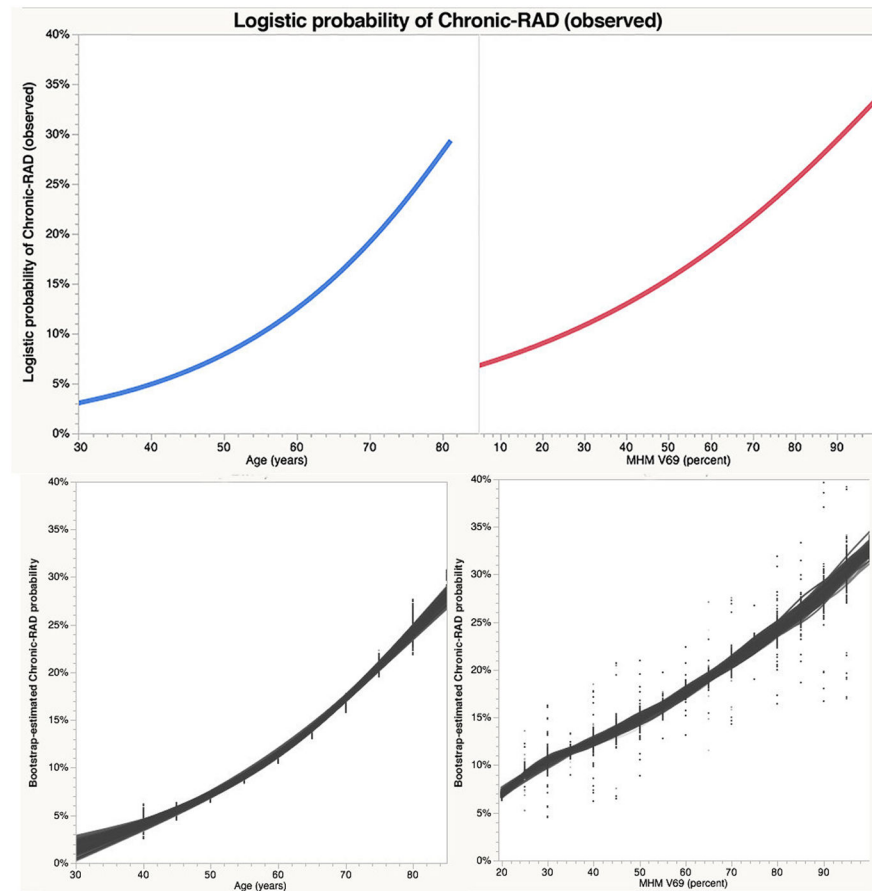 Logistic probability of Chronic-RAD (observed)
Logistic probability of Chronic-RAD (observed)
40%
35%
30%
25%
20%
15%
10%
5%
0%
30 40 50 60 70 80
Age (years)
10 20 30 40 50 60 70 80 90
MHM V69 (percent)
Bootstrap-estimated Chronic-RAD probability
40%
35%
30%
25%
20%
15%
10%
5%
0%
30 40 50 60 70 80
Age (years)
Bootstrap-estimated Chronic-RAD probability
40%
35%
30%
25%
20%
15%
10%
5%
0%
20 30 40 50 60 70 80 90
MHM V69 (percent)